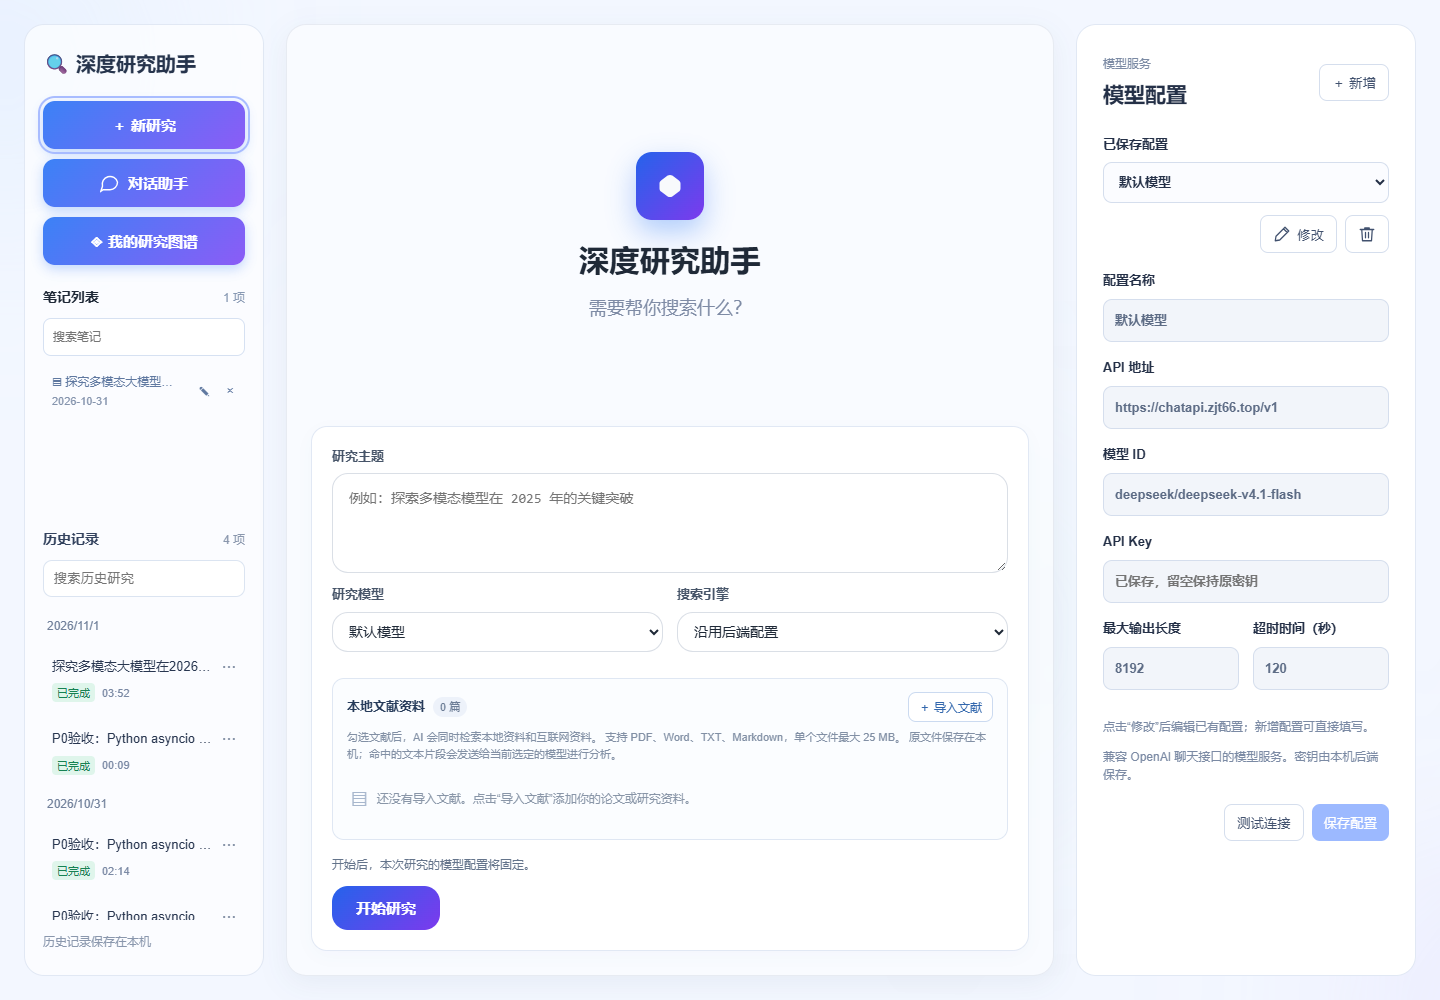 深度研究助手
+ 新研究
对话助手
我的研究图谱
笔记列表
1 项
搜索笔记
探究多模态大模型...
2026-10-31
历史记录
4 项
搜索历史研究
2026/11/1
探究多模态大模型在2026...
已完成 03:52
P0验收：Python asyncio ...
已完成 00:09
2026/10/31
P0验收：Python asyncio ...
已完成 02:14
P0验收：Python asyncio
历史记录保存在本机
深度研究助手
需要帮你搜索什么？
研究主题
例如：探索多模态模型在 2025 年的关键突破
研究模型
搜索引擎
默认模型
沿用后端配置
本地文献资料 0 篇
+ 导入文献
勾选文献后，AI 会同时检索本地资料和互联网资料。 支持 PDF、Word、TXT、Markdown，单个文件最大 25 MB。 原文件保存在本
机；命中的文本片段会发送给当前选定的模型进行分析。
还没有导入文献。点击“导入文献”添加你的论文或研究资料。
开始后，本次研究的模型配置将固定。
开始研究
模型服务
模型配置
+ 新增
已保存配置
默认模型
修改
配置名称
默认模型
API 地址
https://chatapi.zjt66.top/v1
模型 ID
deepseek/deepseek-v4.1-flash
API Key
已保存，留空保持原密钥
最大输出长度
超时时间（秒）
8192
120
点击“修改”后编辑已有配置；新增配置可直接填写。
兼容 OpenAI 聊天接口的模型服务。密钥由本机后端
保存。
测试连接
保存配置